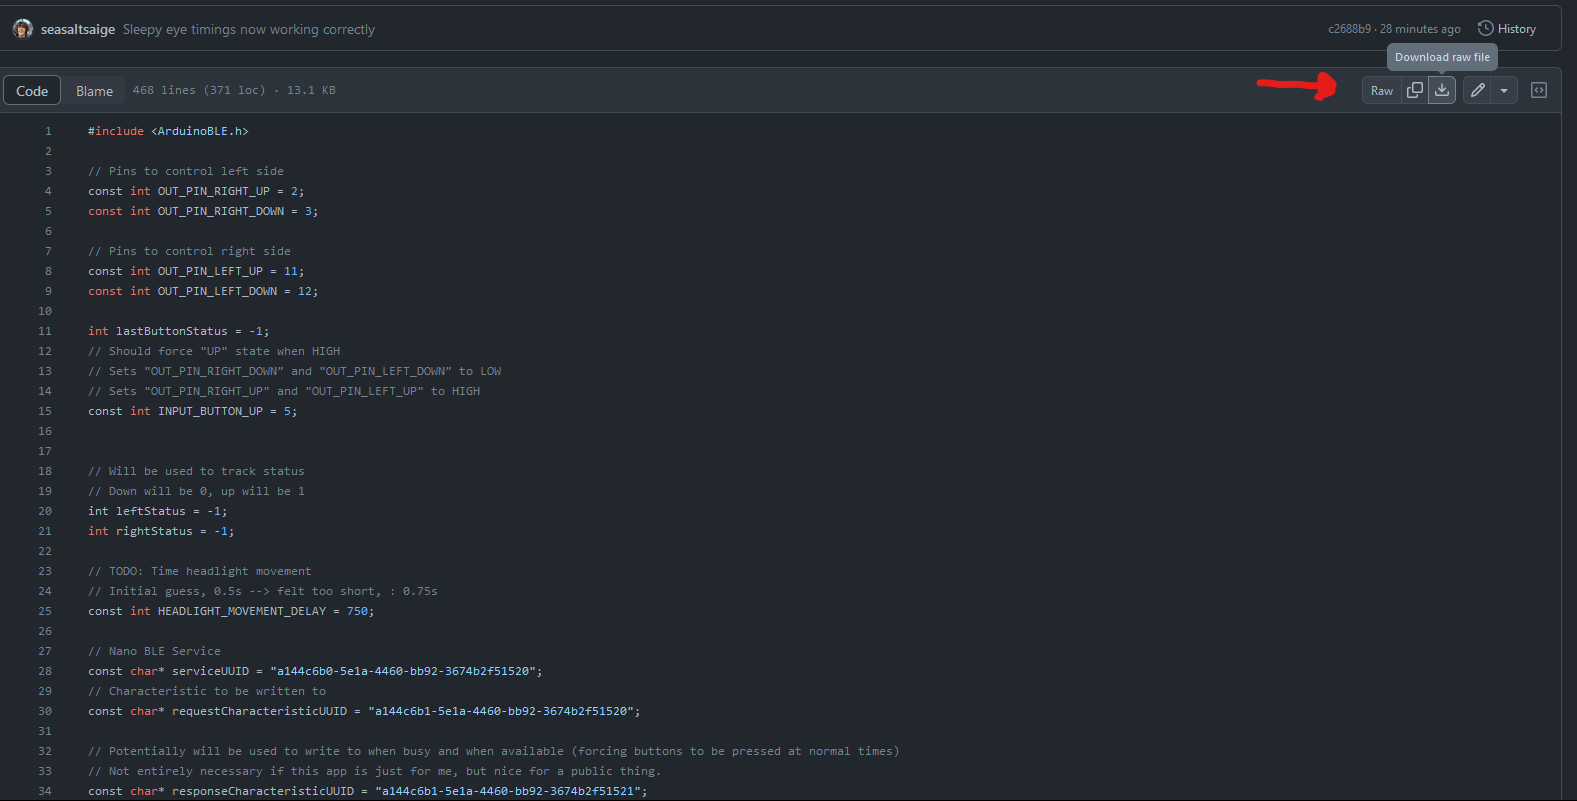 seasaltsaige Sleepy eye timings now working correctly
c2688b9 · 28 minutes ago History
Download raw file
Code Blame 468 lines (371 loc) · 13.1 KB
Raw
1 #include <ArduinoBLE.h>
2
3 // Pins to control left side
4 const int OUT_PIN_RIGHT_UP = 2;
5 const int OUT_PIN_RIGHT_DOWN = 3;
6
7 // Pins to control right side
8 const int OUT_PIN_LEFT_UP = 11;
9 const int OUT_PIN_LEFT_DOWN = 12;
10
11 int lastButtonStatus = -1;
12 // Should force "UP" state when HIGH
13 // Sets "OUT_PIN_RIGHT_DOWN" and "OUT_PIN_LEFT_DOWN" to LOW
14 // Sets "OUT_PIN_RIGHT_UP" and "OUT_PIN_LEFT_UP" to HIGH
15 const int INPUT_BUTTON_UP = 5;
16
17
18 // Will be used to track status
19 // Down will be 0, up will be 1
20 int leftStatus = -1;
21 int rightStatus = -1;
22
23 // TODO: Time headlight movement
24 // Initial guess, 0.5s --> felt too short, : 0.75s
25 const int HEADLIGHT_MOVEMENT_DELAY = 750;
26
27 // Nano BLE Service
28 const char* serviceUUID = "a144c6b0-5e1a-4460-bb92-3674b2f51520";
29 // Characteristic to be written to
30 const char* requestCharacteristicUUID = "a144c6b1-5e1a-4460-bb92-3674b2f51520";
31
32 // Potentially will be used to write to when busy and when available (forcing buttons to be pressed at normal times)
33 // Not entirely necessary if this app is just for me, but nice for a public thing.
34 const char* responseCharacteristicUUID = "a144c6b1-5e1a-4460-bb92-3674b2f51521";